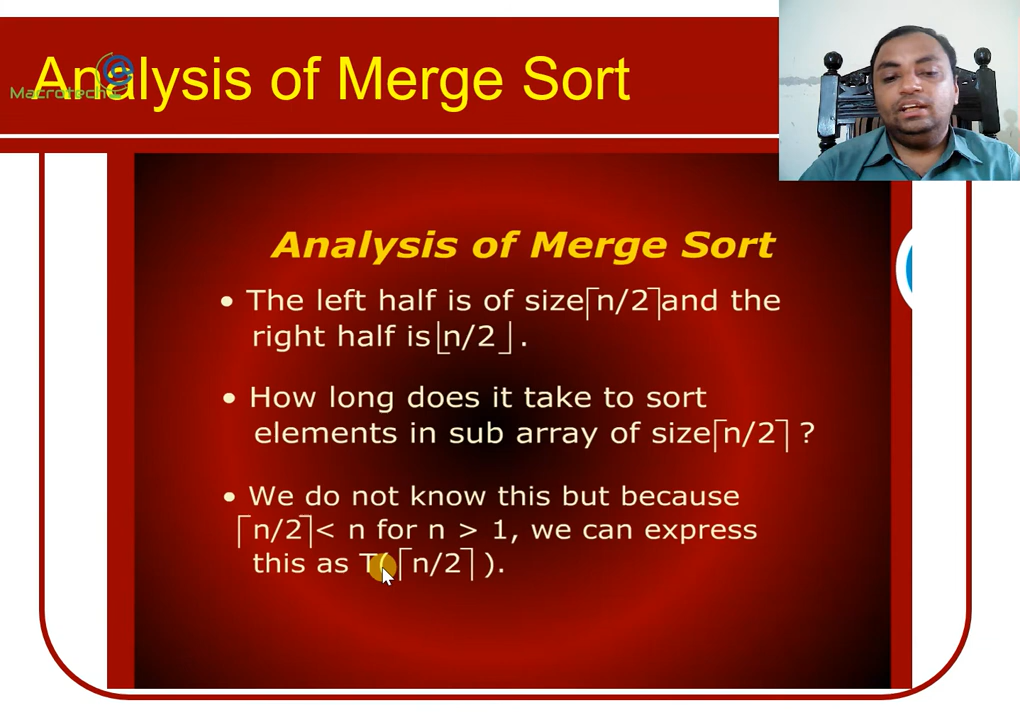 Analysis of Merge Sort
Macrotechs
Analysis of Merge Sort
• The left half is of size⌈n/2⌉and the
right half is⌊n/2⌋.
• How long does it take to sort
elements in sub array of size⌈n/2⌉ ?
• We do not know this but because
⌈n/2⌉< n for n > 1, we can express
this as T(⌈n/2⌉ ).